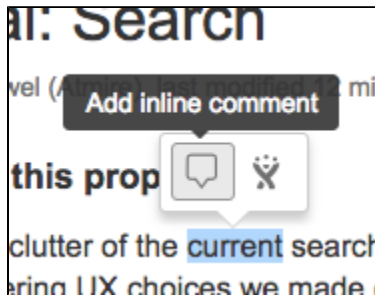 al: Search
vel (Atmire), last modified 12 mi
Add inline comment
this prop
clutter of the current search
ering UX choices we made